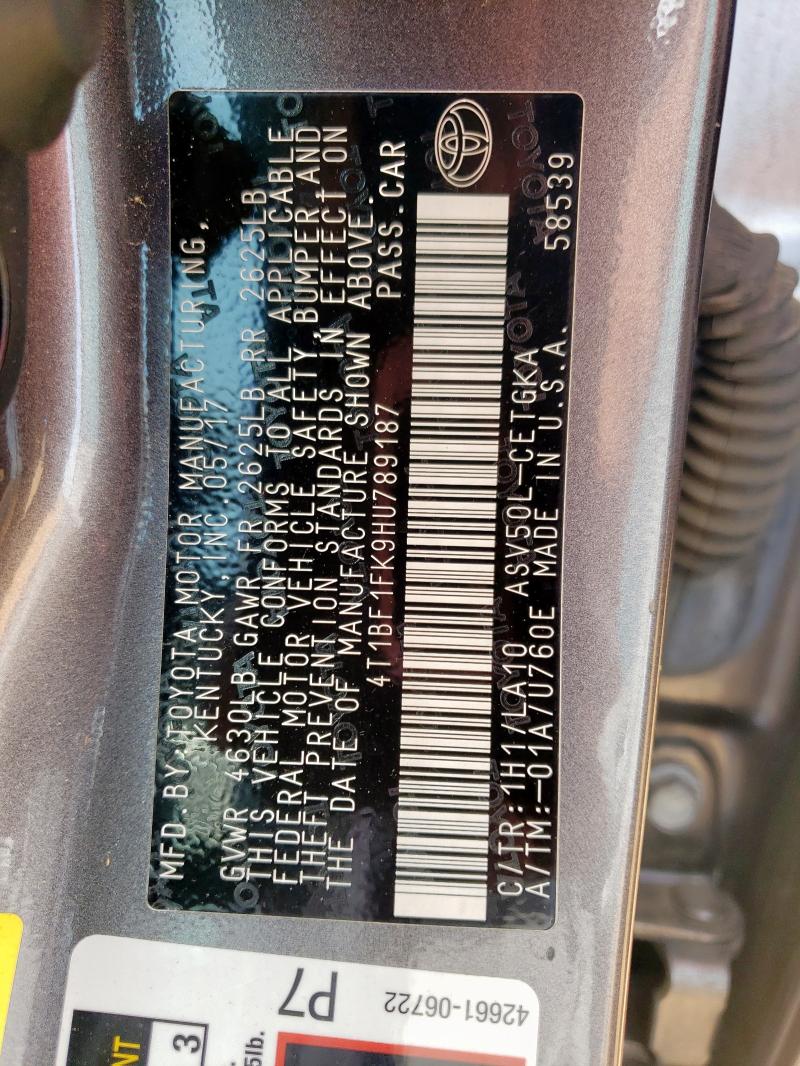 MFD.BY:TOYOTA MOTOR MANUFACTURING,
KENTUCKY,INC.05/17
GVWR 4630LB GAWR FR 2625LB RR 2625LB
THIS VEHICLE CONFORMS TO ALL APPLICABLE
FEDERAL MOTOR VEHICLE SAFETY,BUMPER AND
THEFT PREVENTION STANDARDS IN EFFECT ON
THE DATE OF MANUFACTURE SHOWN ABOVE.
4T1BF1FK9HU789187 PASS.CAR
C/TR:1H1/LA10 ASV50L-CETGKA 58539
A/TM:-01A/U760E MADE IN U.S.A.
P7
42661-06722
3